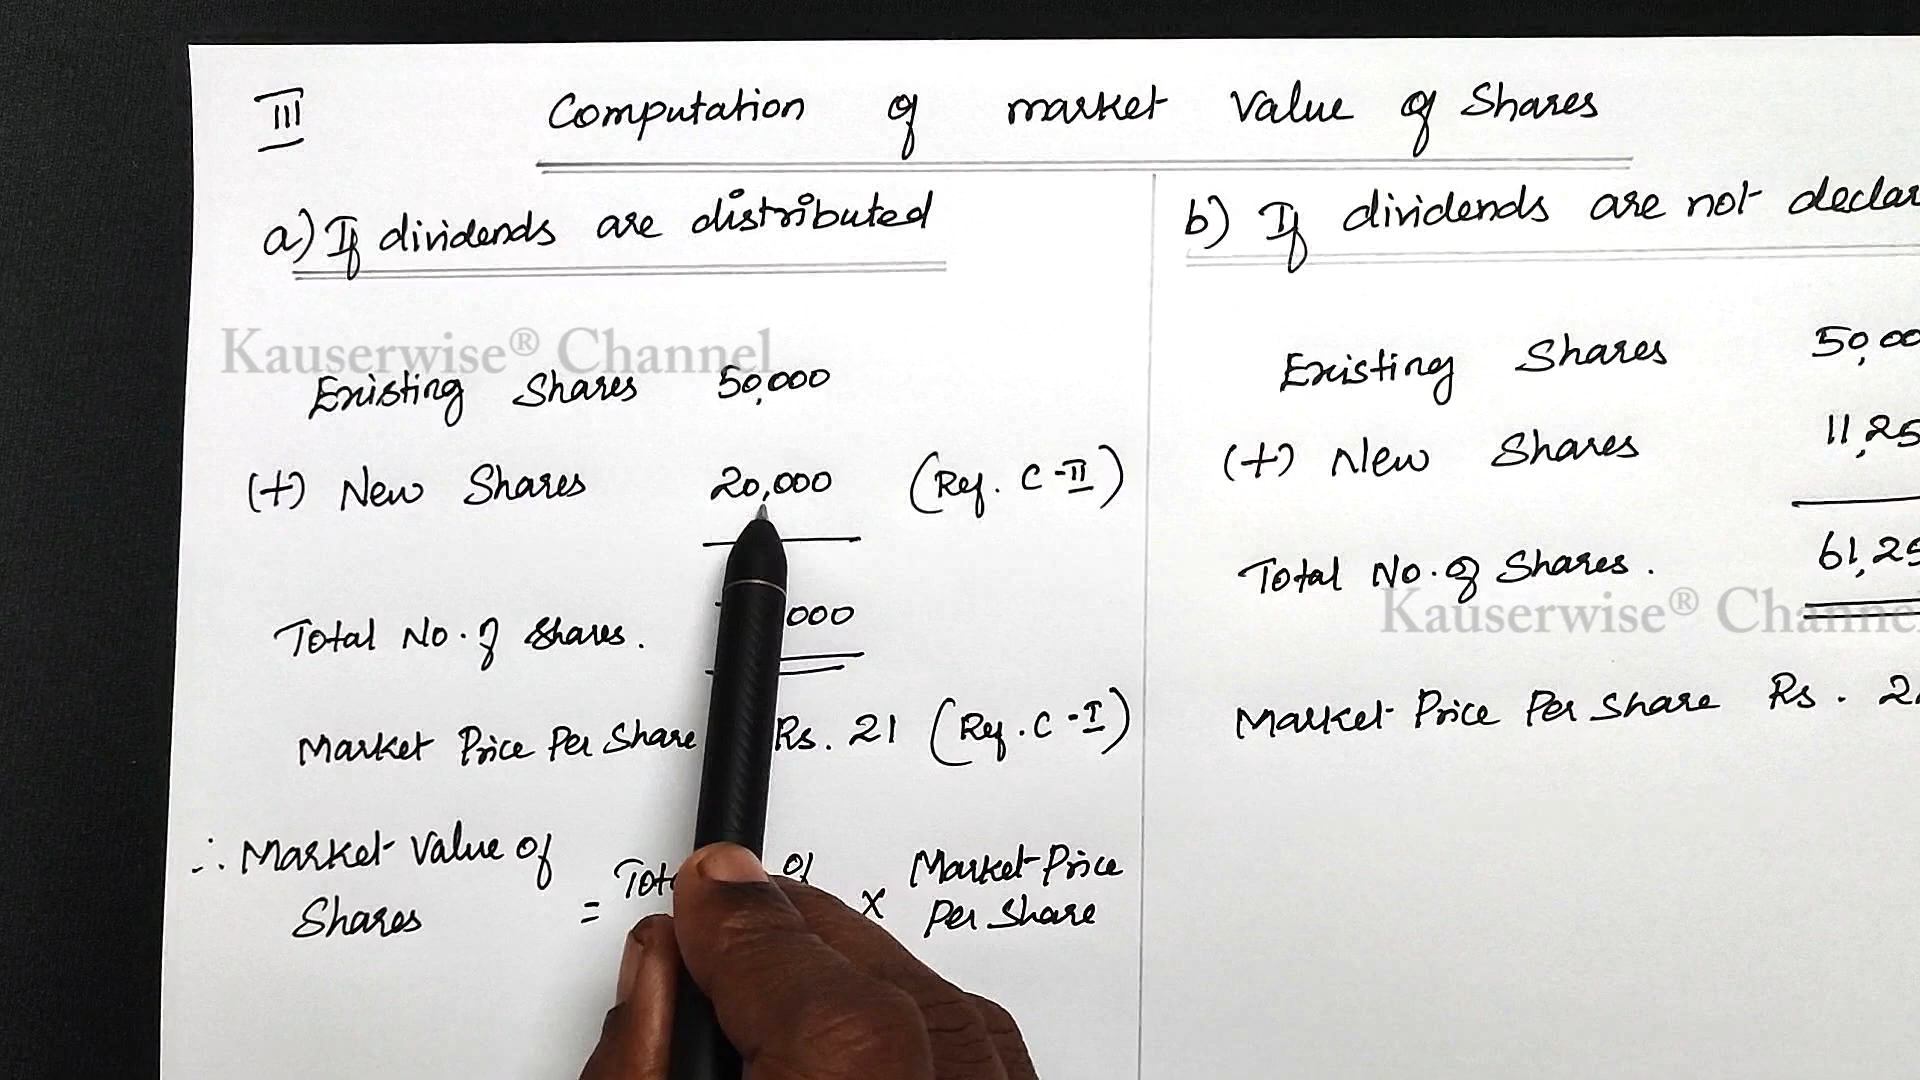 III Computation of market Value of Shares
a) If dividends are distributed
Kauserwise® Channel
Existing Shares 50,000
(+) New Shares 20,000 (Ref. C-II)
Total No. of Shares. 000
Market Price Per Share Rs. 21 (Ref. C-I)
∴ Market Value of Shares = of × Market Price Per Share
b) If dividends are not declar
Existing Shares 50,00
(+) New Shares 11,25
Total No. of Shares. 61,25
Kauserwise® Channe
Market Price Per Share Rs. 2